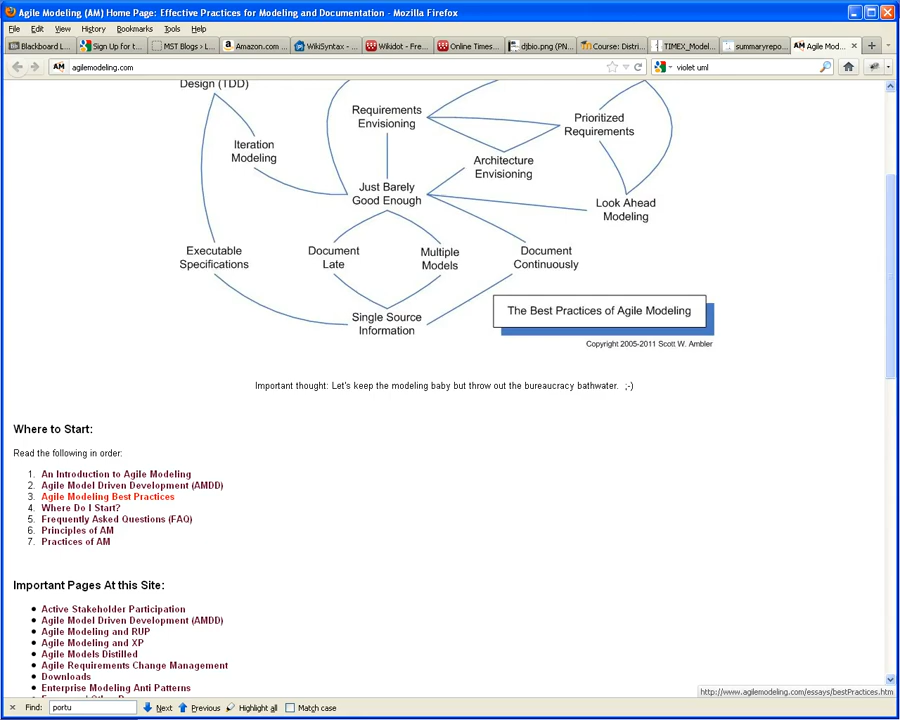 Agile Modeling (AM) Home Page: Effective Practices for Modeling and Documentation - Mozilla Firefox
File Edit View History Bookmarks Tools Help
Blackboard L... Sign Up for t... MST Blogs › L... Amazon.com ... WikiSyntax - ... Wikidot - Fre... Online Times... djbio.png (PN... Course: Distri... TIMEX_Model... summaryrepo... AM Agile Mod...
AM agilemodeling.com violet uml
Design (TDD)
Requirements
Envisioning
Prioritized
Requirements
Iteration
Modeling
Architecture
Envisioning
Just Barely
Good Enough
Look Ahead
Modeling
Executable
Specifications
Document
Late
Multiple
Models
Document
Continuously
Single Source
Information
The Best Practices of Agile Modeling
Copyright 2005-2011 Scott W. Ambler
Important thought: Let's keep the modeling baby but throw out the bureaucracy bathwater. ;-)
Where to Start:
Read the following in order:
1. An Introduction to Agile Modeling
2. Agile Model Driven Development (AMDD)
3. Agile Modeling Best Practices
4. Where Do I Start?
5. Frequently Asked Questions (FAQ)
6. Principles of AM
7. Practices of AM
Important Pages At this Site:
• Active Stakeholder Participation
• Agile Model Driven Development (AMDD)
• Agile Modeling and RUP
• Agile Modeling and XP
• Agile Models Distilled
• Agile Requirements Change Management
• Downloads
• Enterprise Modeling Anti Patterns
http://www.agilemodeling.com/essays/bestPractices.htm
Find: portu Next Previous Highlight all Match case